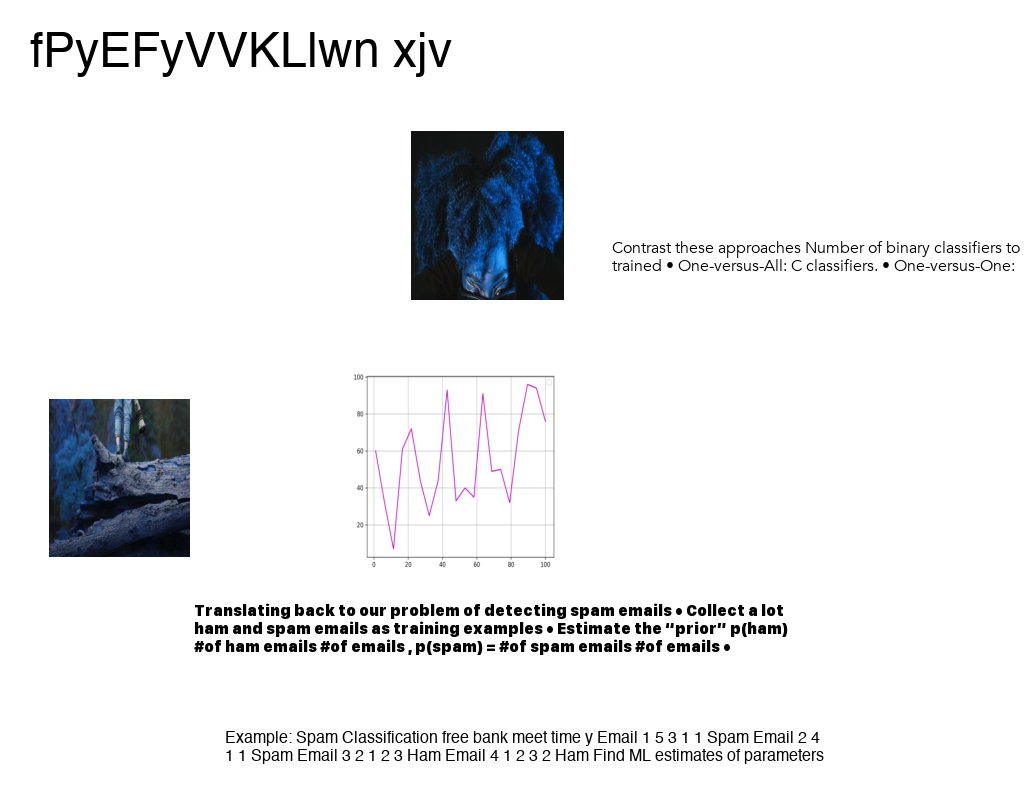 fPyEFyVVKLlwn xjv
Contrast these approaches Number of binary classifiers to
trained • One-versus-All: C classifiers. • One-versus-One:
100
80
60
40
20
0 20 40 60 80 100
Translating back to our problem of detecting spam emails • Collect a lot
ham and spam emails as training examples • Estimate the “prior” p(ham)
#of ham emails #of emails , p(spam) = #of spam emails #of emails •
Example: Spam Classification free bank meet time y Email 1 5 3 1 1 Spam Email 2 4
1 1 Spam Email 3 2 1 2 3 Ham Email 4 1 2 3 2 Ham Find ML estimates of parameters